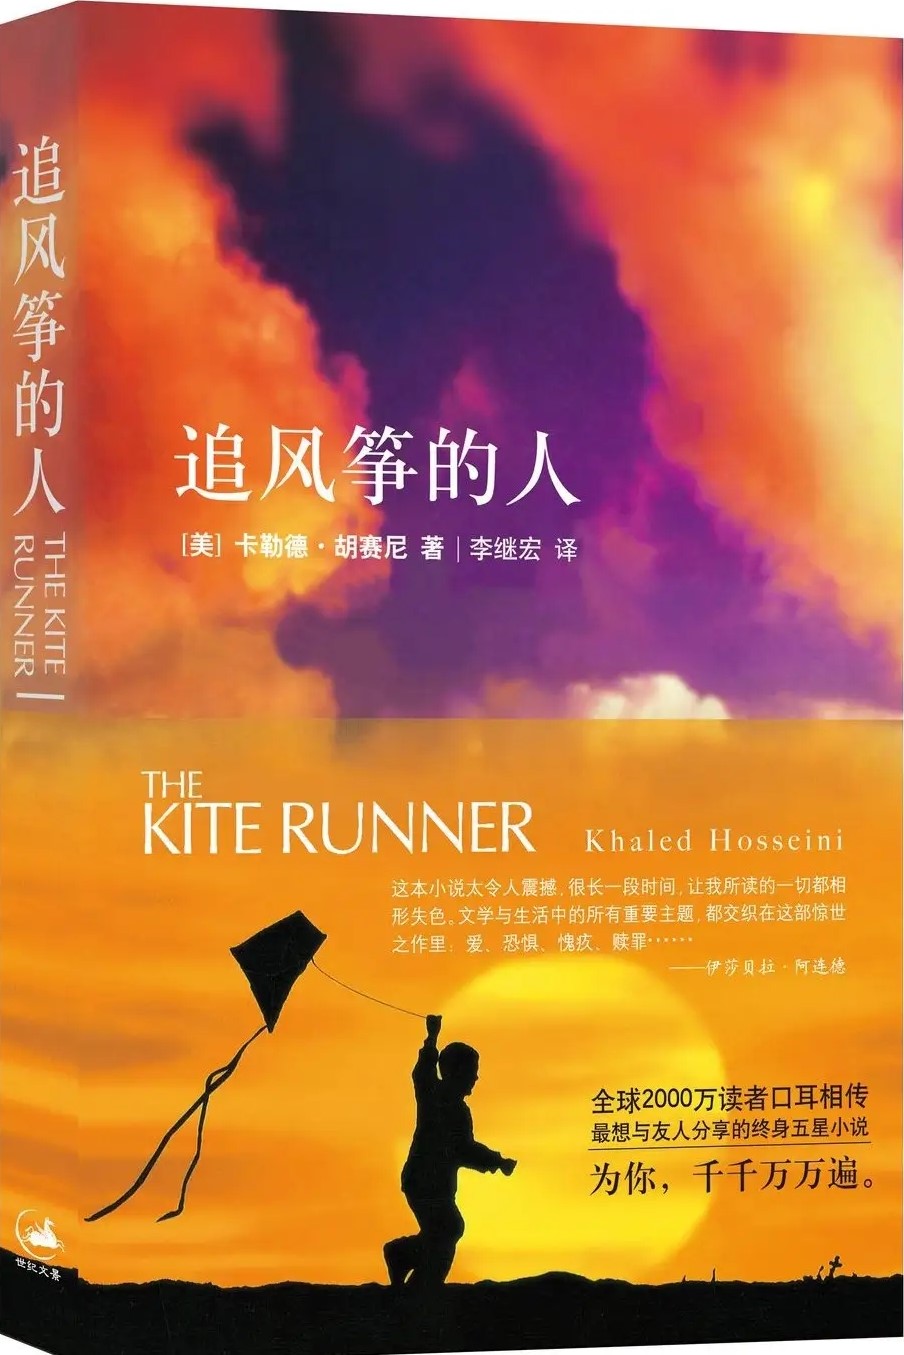 追风筝的人
THE KITE
RUNNER
世纪文景
追风筝的人
[美] 卡勒德·胡赛尼 著 | 李继宏 译
THE
KITE RUNNER
Khaled Hosseini
这本小说太令人震撼，很长一段时间，让我所读的一切都相
形失色。文学与生活中的所有重要主题，都交织在这部惊世
之作里：爱、恐惧、愧疚、赎罪……
——伊莎贝拉·阿连德
全球2000万读者口耳相传
最想与友人分享的终身五星小说
为你，千千万万遍。